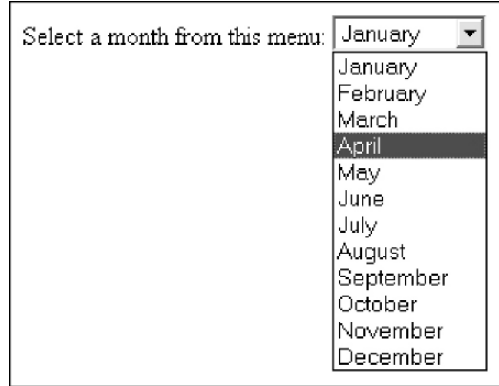 Select a month from this menu: January
January
February
March
April
May
June
July
August
September
October
November
December